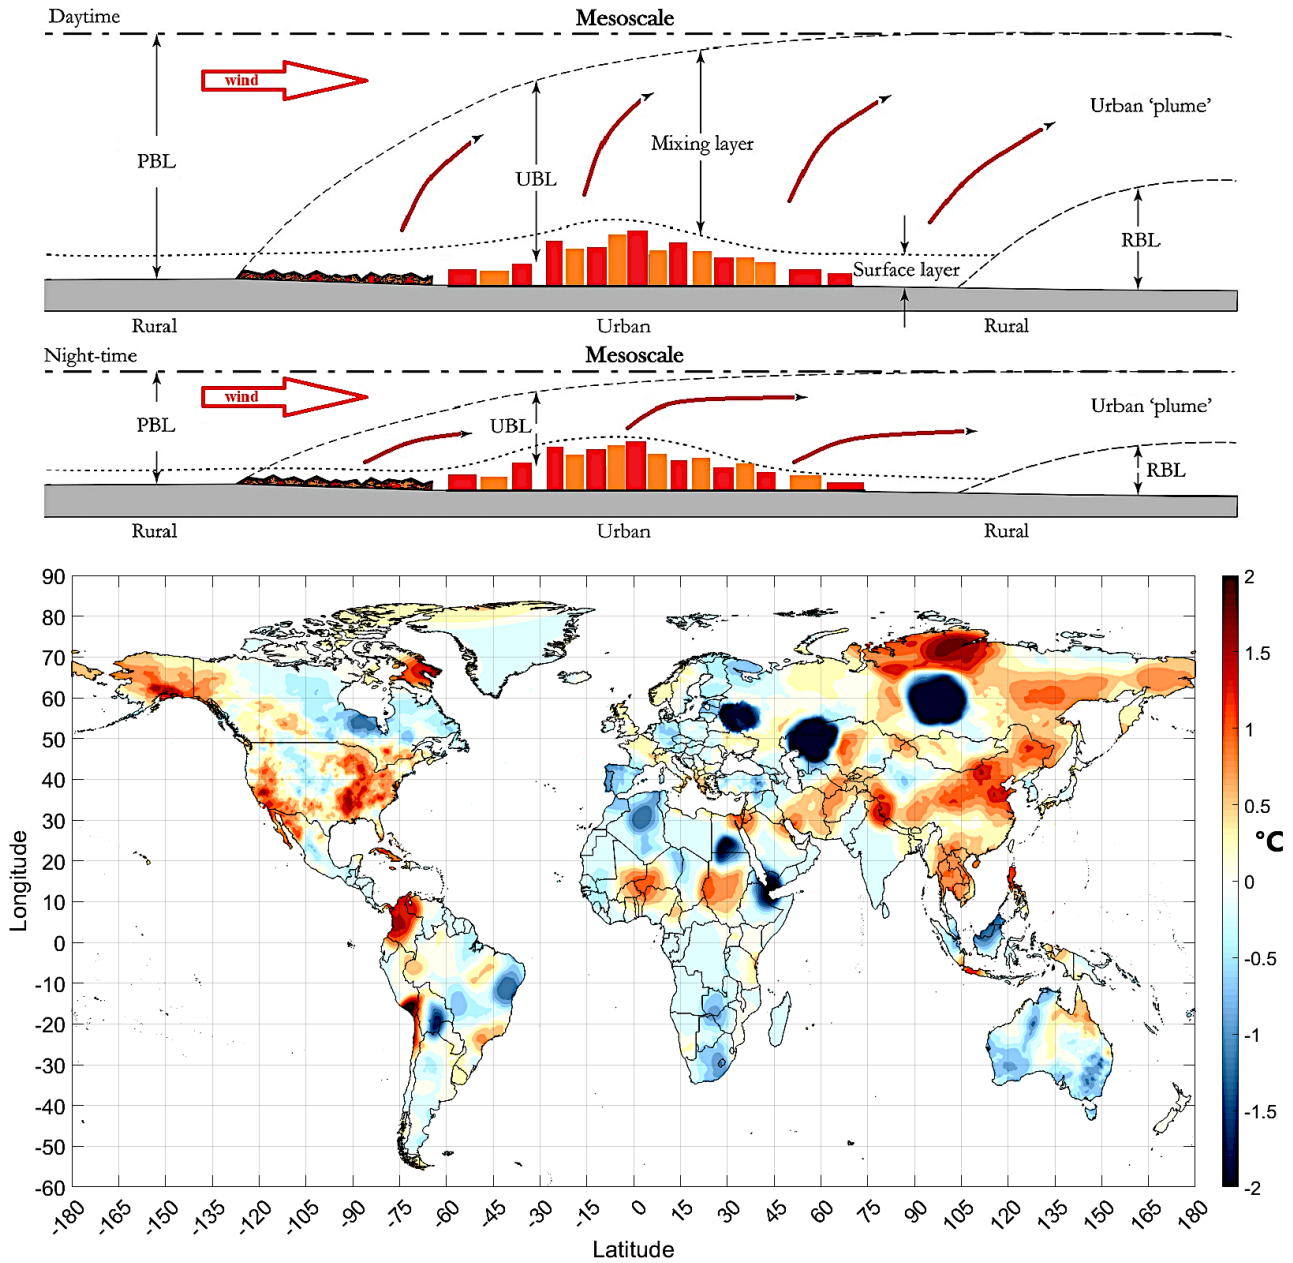 Daytime
Mesoscale
wind
Urban ‘plume’
Mixing layer
PBL
UBL
RBL
Surface layer
Rural
Urban
Rural
Night-time
Mesoscale
wind
Urban ‘plume’
PBL
UBL
RBL
Rural
Urban
Rural
90
80
70
60
50
40
30
20
10
0
-10
-20
-30
-40
-50
-60
Longitude
-180 -165 -150 -135 -120 -105 -90 -75 -60 -45 -30 -15 0 15 30 45 60 75 90 105 120 135 150 165 180
Latitude
2
1.5
1
0.5
0
-0.5
-1
-1.5
-2
°C